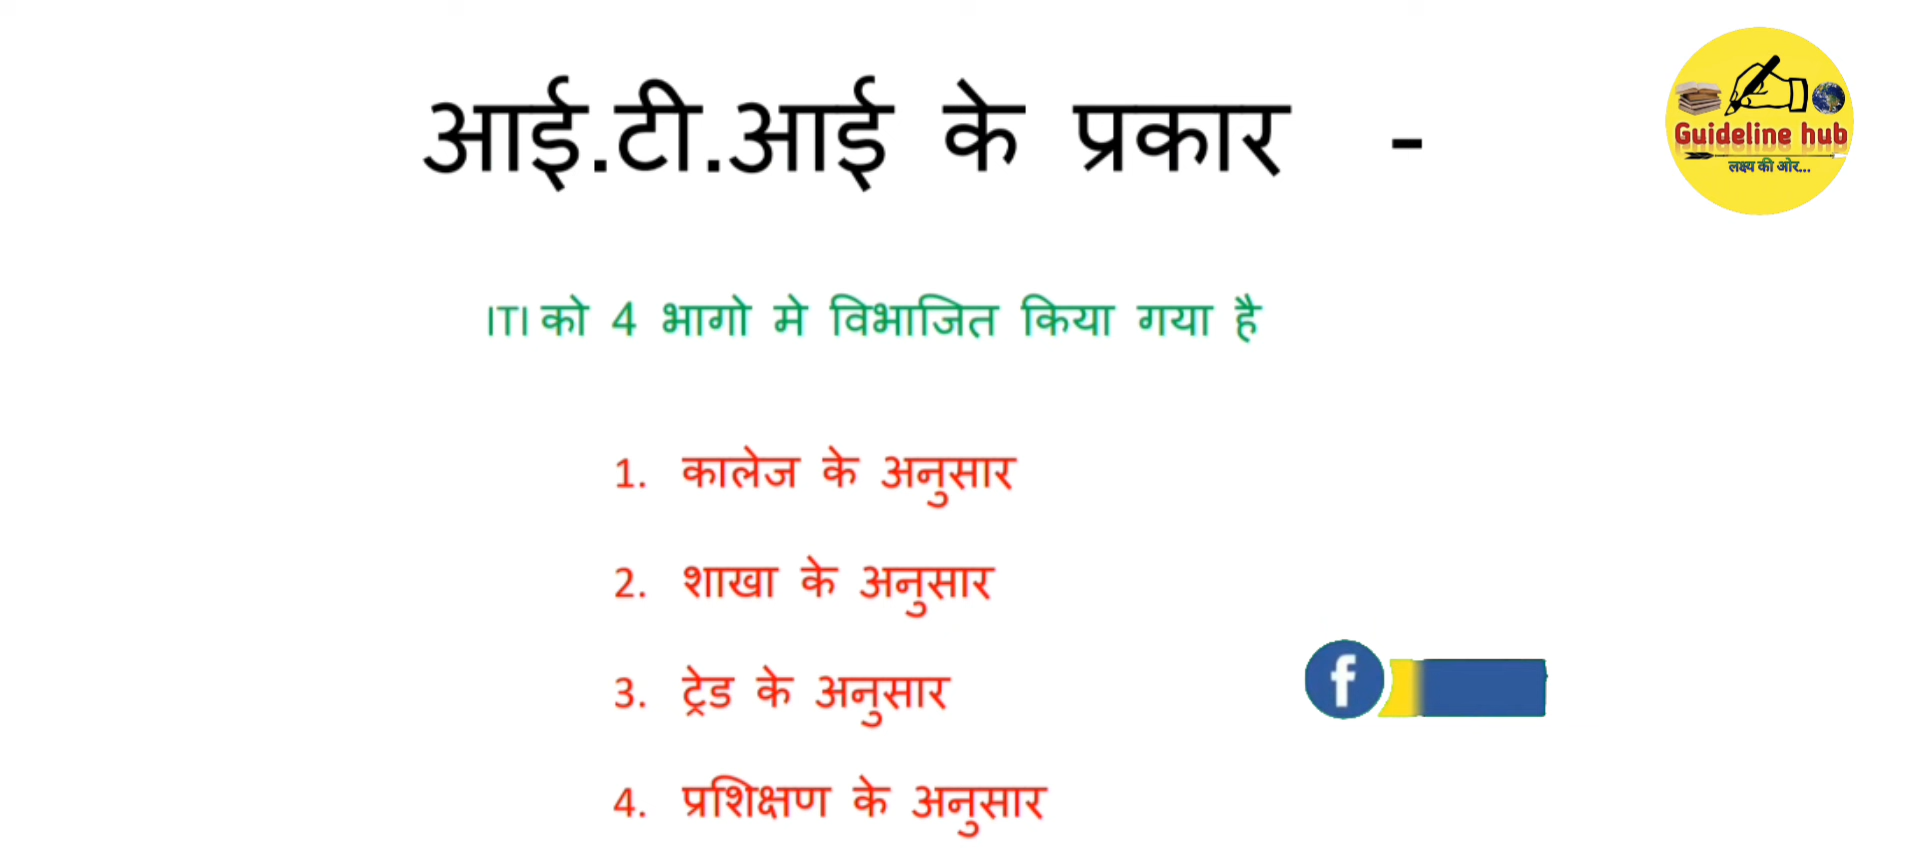 आई.टी.आई के प्रकार -
Guideline hub
लक्ष्य की ओर...
ITI को 4 भागो मे विभाजित किया गया है
1. कालेज के अनुसार
2. शाखा के अनुसार
3. ट्रेड के अनुसार
f
4. प्रशिक्षण के अनुसार